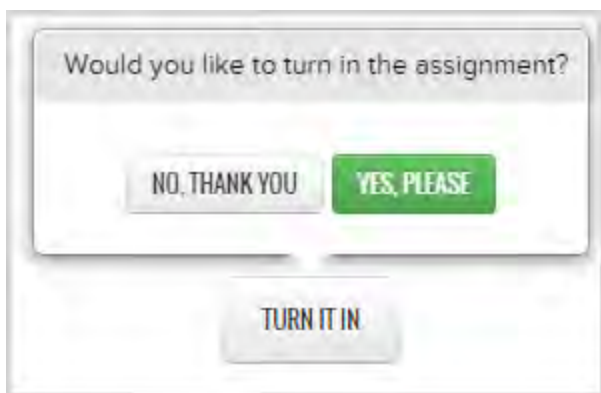 Would you like to turn in the assignment?
NO, THANK YOU YES, PLEASE
TURN IT IN